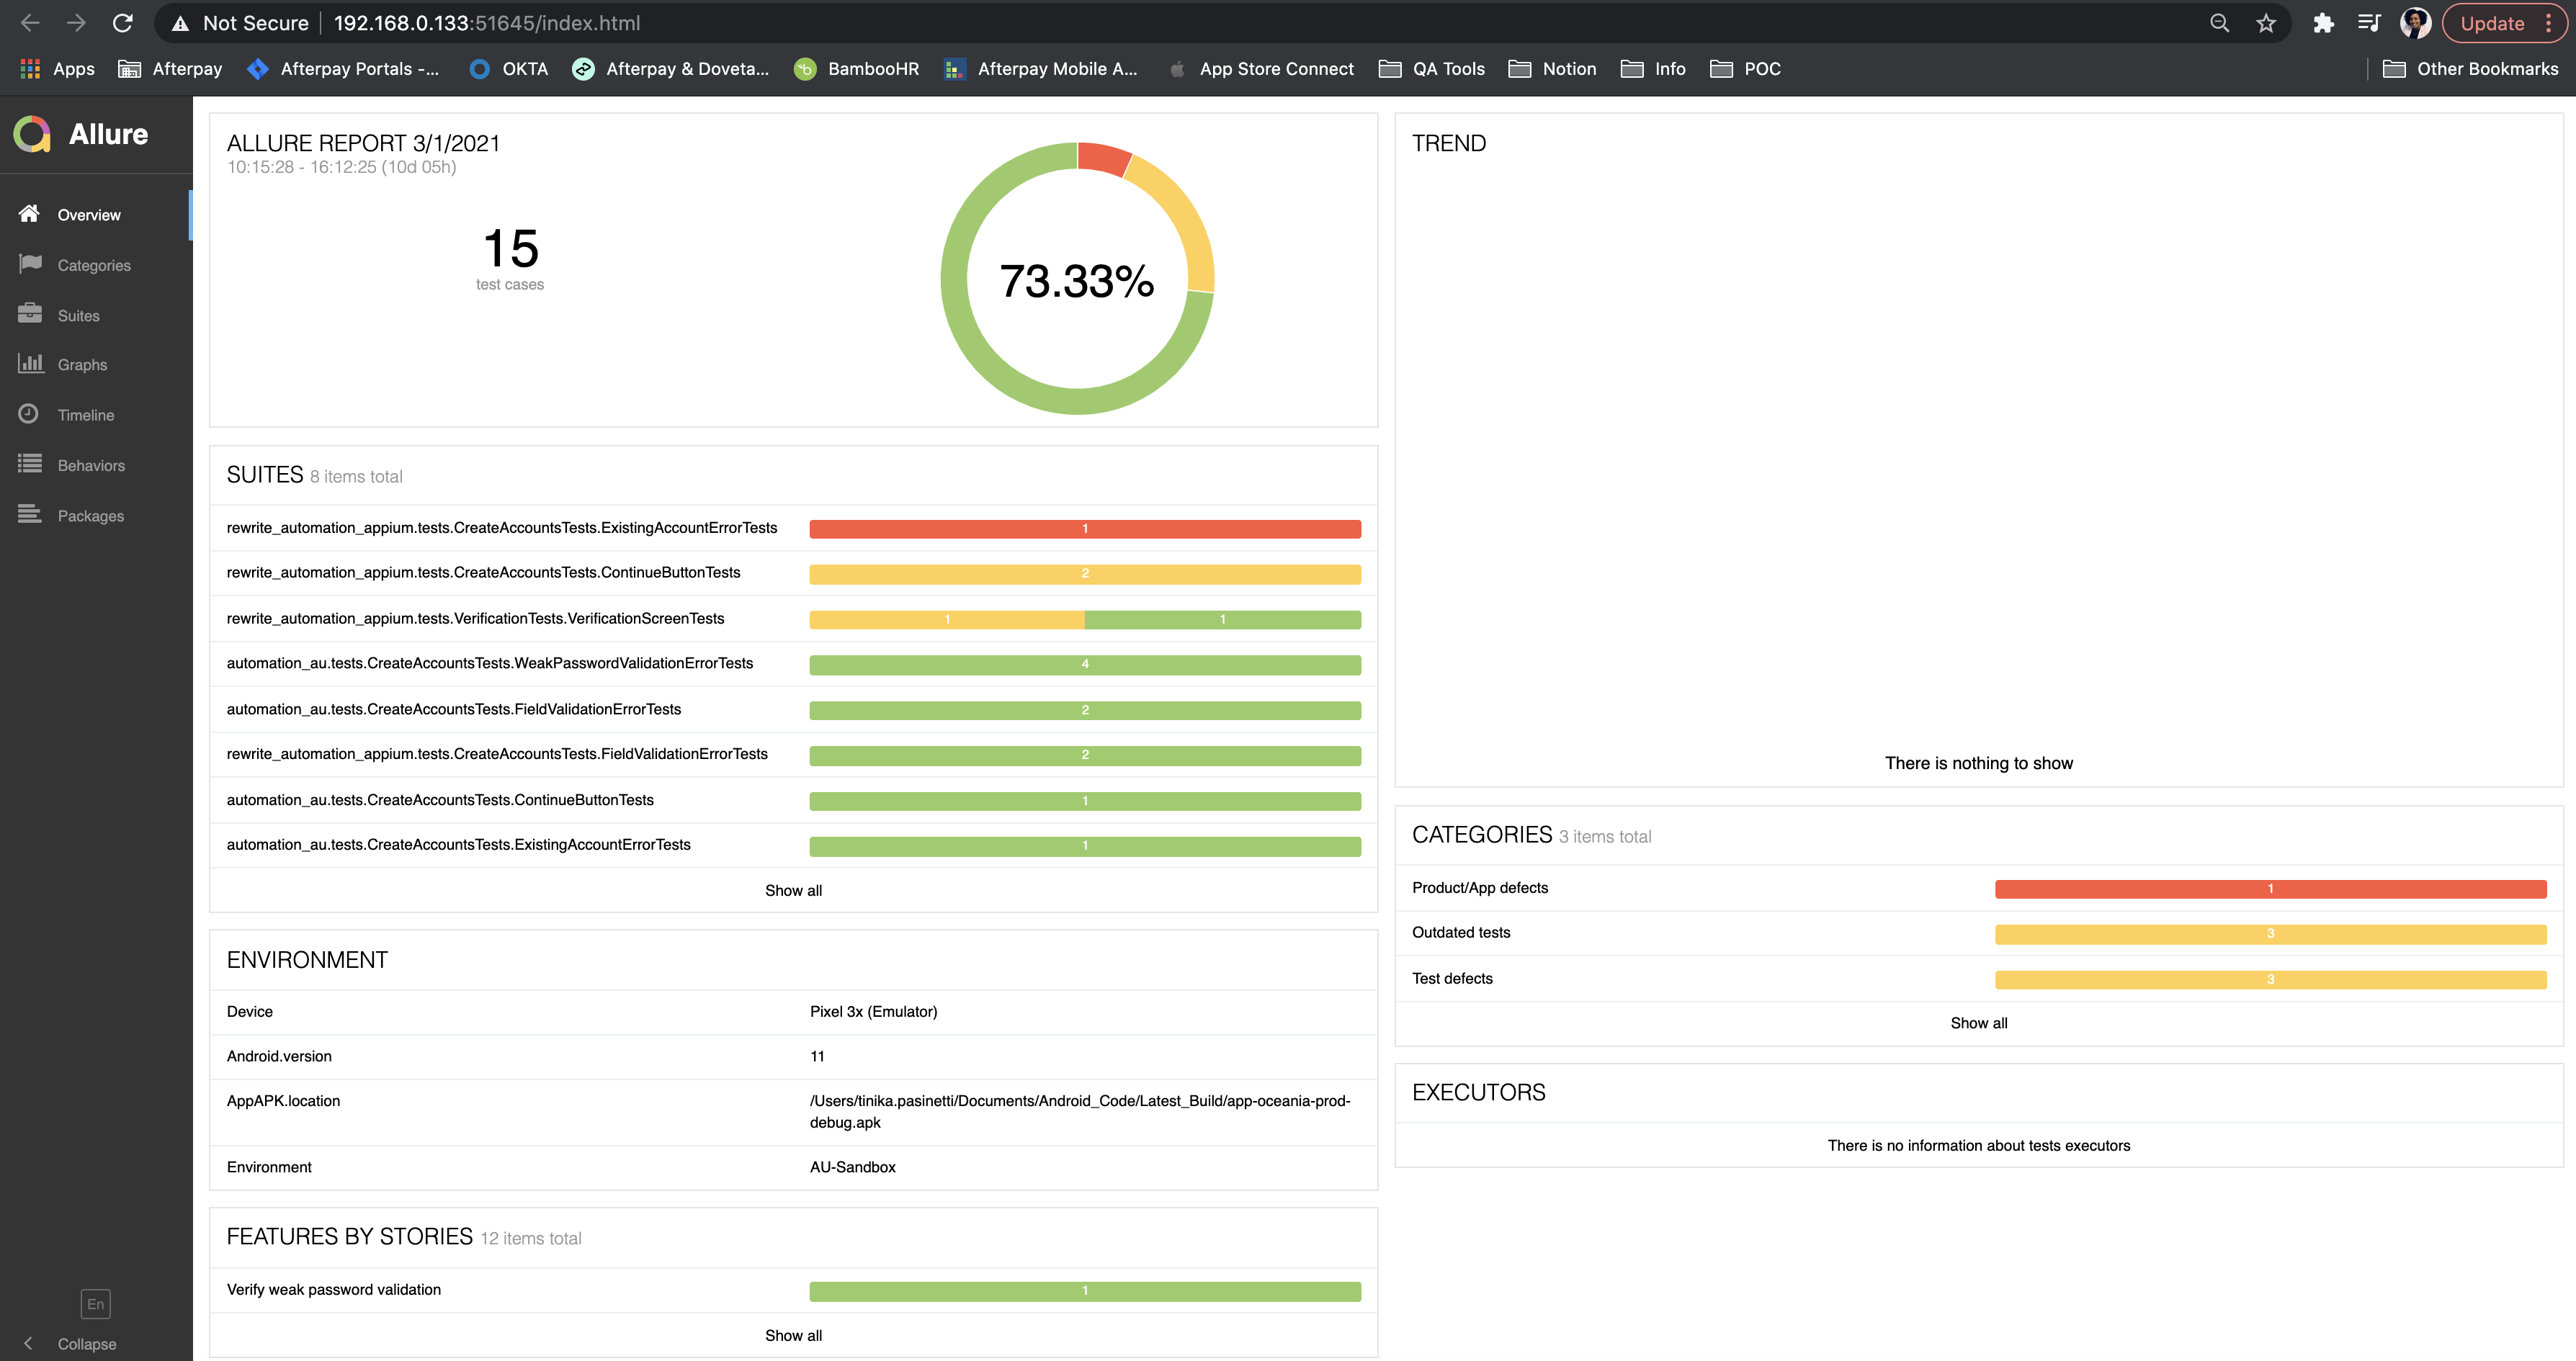 Not Secure 192.168.0.133:51645/index.html Update
Apps Afterpay Afterpay Portals -... OKTA Afterpay & Doveta... BambooHR Afterpay Mobile A... App Store Connect QA Tools Notion Info POC Other Bookmarks
Allure
Overview
Categories
Suites
Graphs
Timeline
Behaviors
Packages
En
Collapse
ALLURE REPORT 3/1/2021
10:15:28 - 16:12:25 (10d 05h)
15
test cases
73.33%
SUITES 8 items total
rewrite_automation_appium.tests.CreateAccountsTests.ExistingAccountErrorTests 1
rewrite_automation_appium.tests.CreateAccountsTests.ContinueButtonTests 2
rewrite_automation_appium.tests.VerificationTests.VerificationScreenTests 1 1
automation_au.tests.CreateAccountsTests.WeakPasswordValidationErrorTests 4
automation_au.tests.CreateAccountsTests.FieldValidationErrorTests 2
rewrite_automation_appium.tests.CreateAccountsTests.FieldValidationErrorTests 2
automation_au.tests.CreateAccountsTests.ContinueButtonTests 1
automation_au.tests.CreateAccountsTests.ExistingAccountErrorTests 1
Show all
ENVIRONMENT
Device Pixel 3x (Emulator)
Android.version 11
AppAPK.location /Users/tinika.pasinetti/Documents/Android_Code/Latest_Build/app-oceania-prod-
debug.apk
Environment AU-Sandbox
FEATURES BY STORIES 12 items total
Verify weak password validation 1
Show all
TREND
There is nothing to show
CATEGORIES 3 items total
Product/App defects 1
Outdated tests 3
Test defects 3
Show all
EXECUTORS
There is no information about tests executors